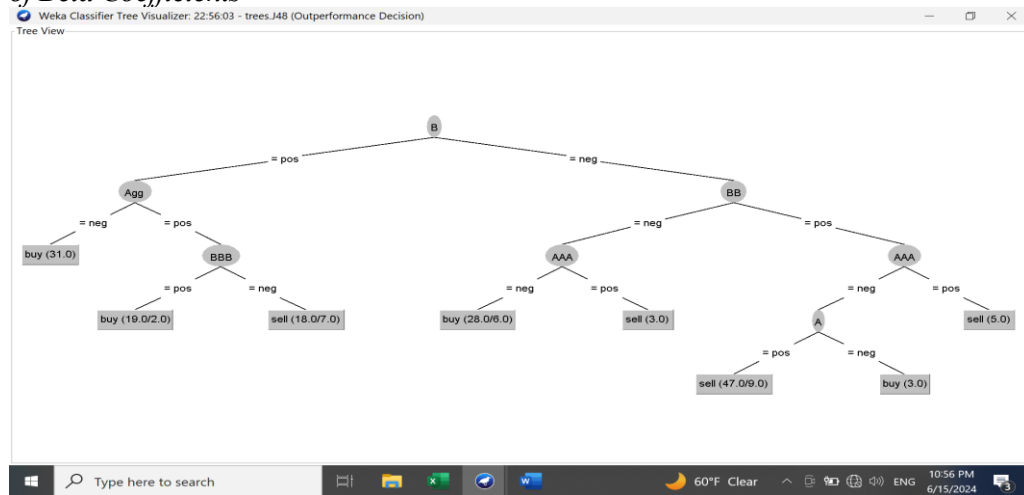 of Beta Coefficients
Weka Classifier Tree Visualizer: 22:56:03 - trees.J48 (Outperformance Decision)
Tree View
B
= pos
= neg
Agg
BB
= neg
= pos
= neg
= pos
buy (31.0)
BBB
AAA
AAA
= pos
= neg
= neg
= pos
= neg
= pos
buy (19.0/2.0)
sell (18.0/7.0)
buy (28.0/6.0)
sell (3.0)
A
sell (5.0)
= pos
= neg
sell (47.0/9.0)
buy (3.0)
Type here to search
60°F Clear
ENG
10:56 PM
6/15/2024
3